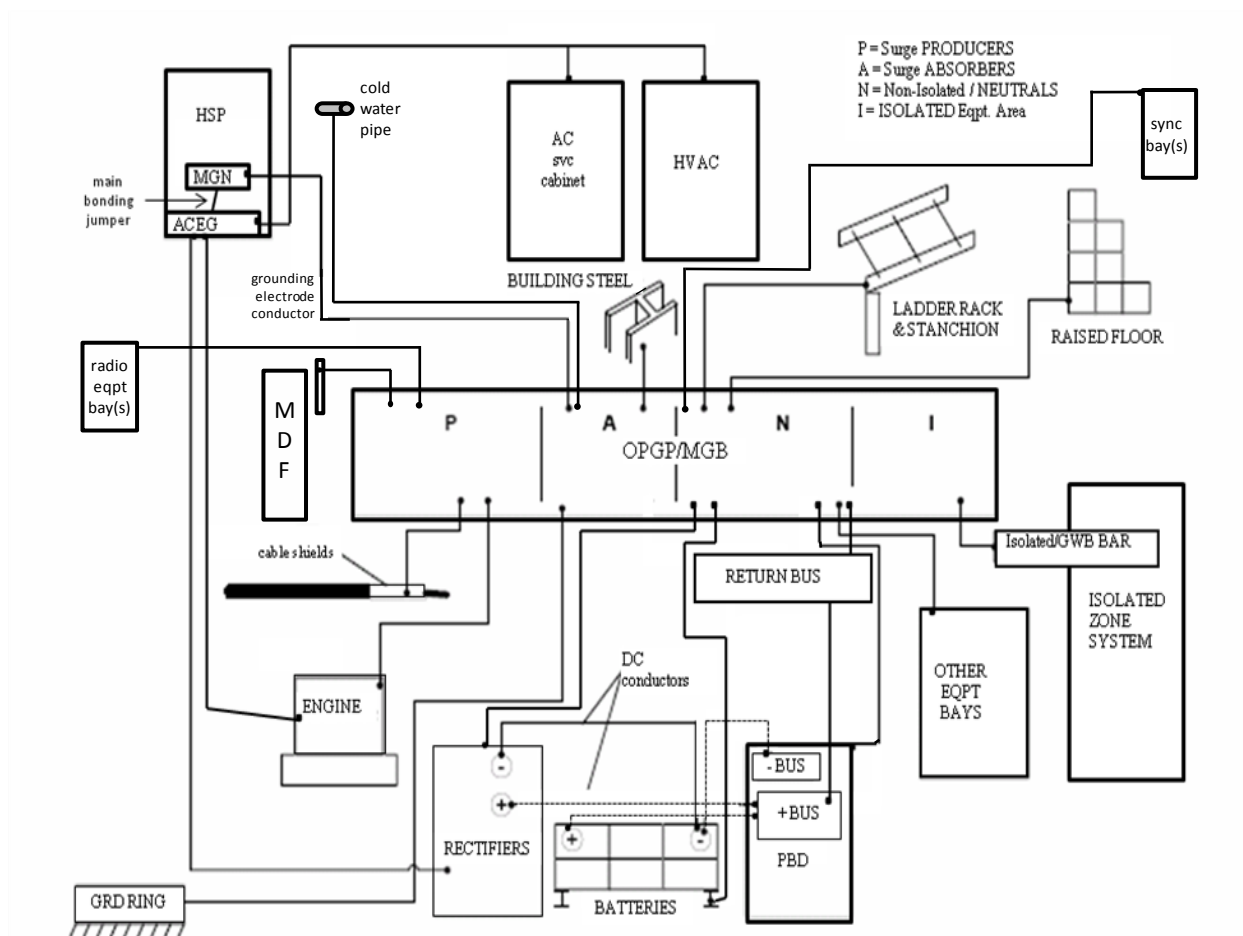 P = Surge PRODUCERS
A = Surge ABSORBERS
N = Non-Isolated / NEUTRALS
I = ISOLATED Eqpt. Area
HSP
MGN
ACEG
main
bonding
jumper
cold
water
pipe
AC
svc
cabinet
HVAC
sync
bay(s)
grounding
electrode
conductor
BUILDING STEEL
LADDER RACK
& STANCHION
RAISED FLOOR
radio
eqpt
bay(s)
M
D
F
P
A
N
I
OPGP/MGB
cable shields
RETURN BUS
Isolated/GWB BAR
ISOLATED
ZONE
SYSTEM
OTHER
EQPT
BAYS
ENGINE
DC
conductors
-
+
RECTIFIERS
+
-
BATTERIES
- BUS
+BUS
PBD
GRD RING